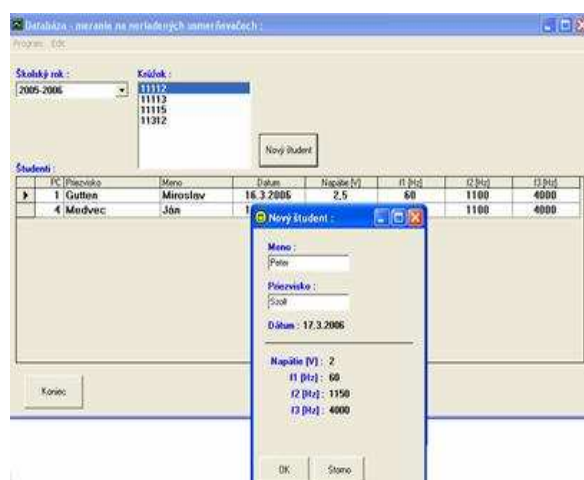 Databáza - meranie na neriadených usmerňovačoch :
Program Edit
Školský rok :
Krúžok :
2005-2006
11112
11113
11115
11312
Nový študent
Študenti :
PC Priezvisko Meno Datum Napätie [V] f1 [Hz] f2 [Hz] f3 [Hz]
1 Gutten Miroslav 16.3.2006 2,5 60 1100 4000
4 Medvec Ján 1 1100 4000
Nový študent :
Meno :
Peter
Priezvisko :
Szoll
Dátum : 17.3.2006
Napätie [V] : 2
f1 [Hz] : 60
f2 [Hz] : 1150
f3 [Hz] : 4000
Koniec
OK Storno